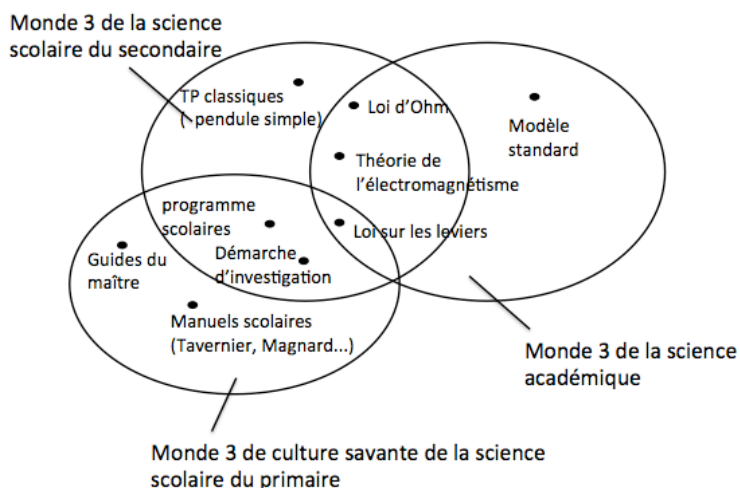 Monde 3 de la science
scolaire du secondaire
TP classiques
( pendule simple)
Loi d'Ohm
Modèle
standard
Théorie de
l'électromagnétisme
programme
scolaires
Loi sur les leviers
Guides du
maître
Démarche
d'investigation
Manuels scolaires
(Tavernier, Magnard...)
Monde 3 de la science
académique
Monde 3 de culture savante de la science
scolaire du primaire